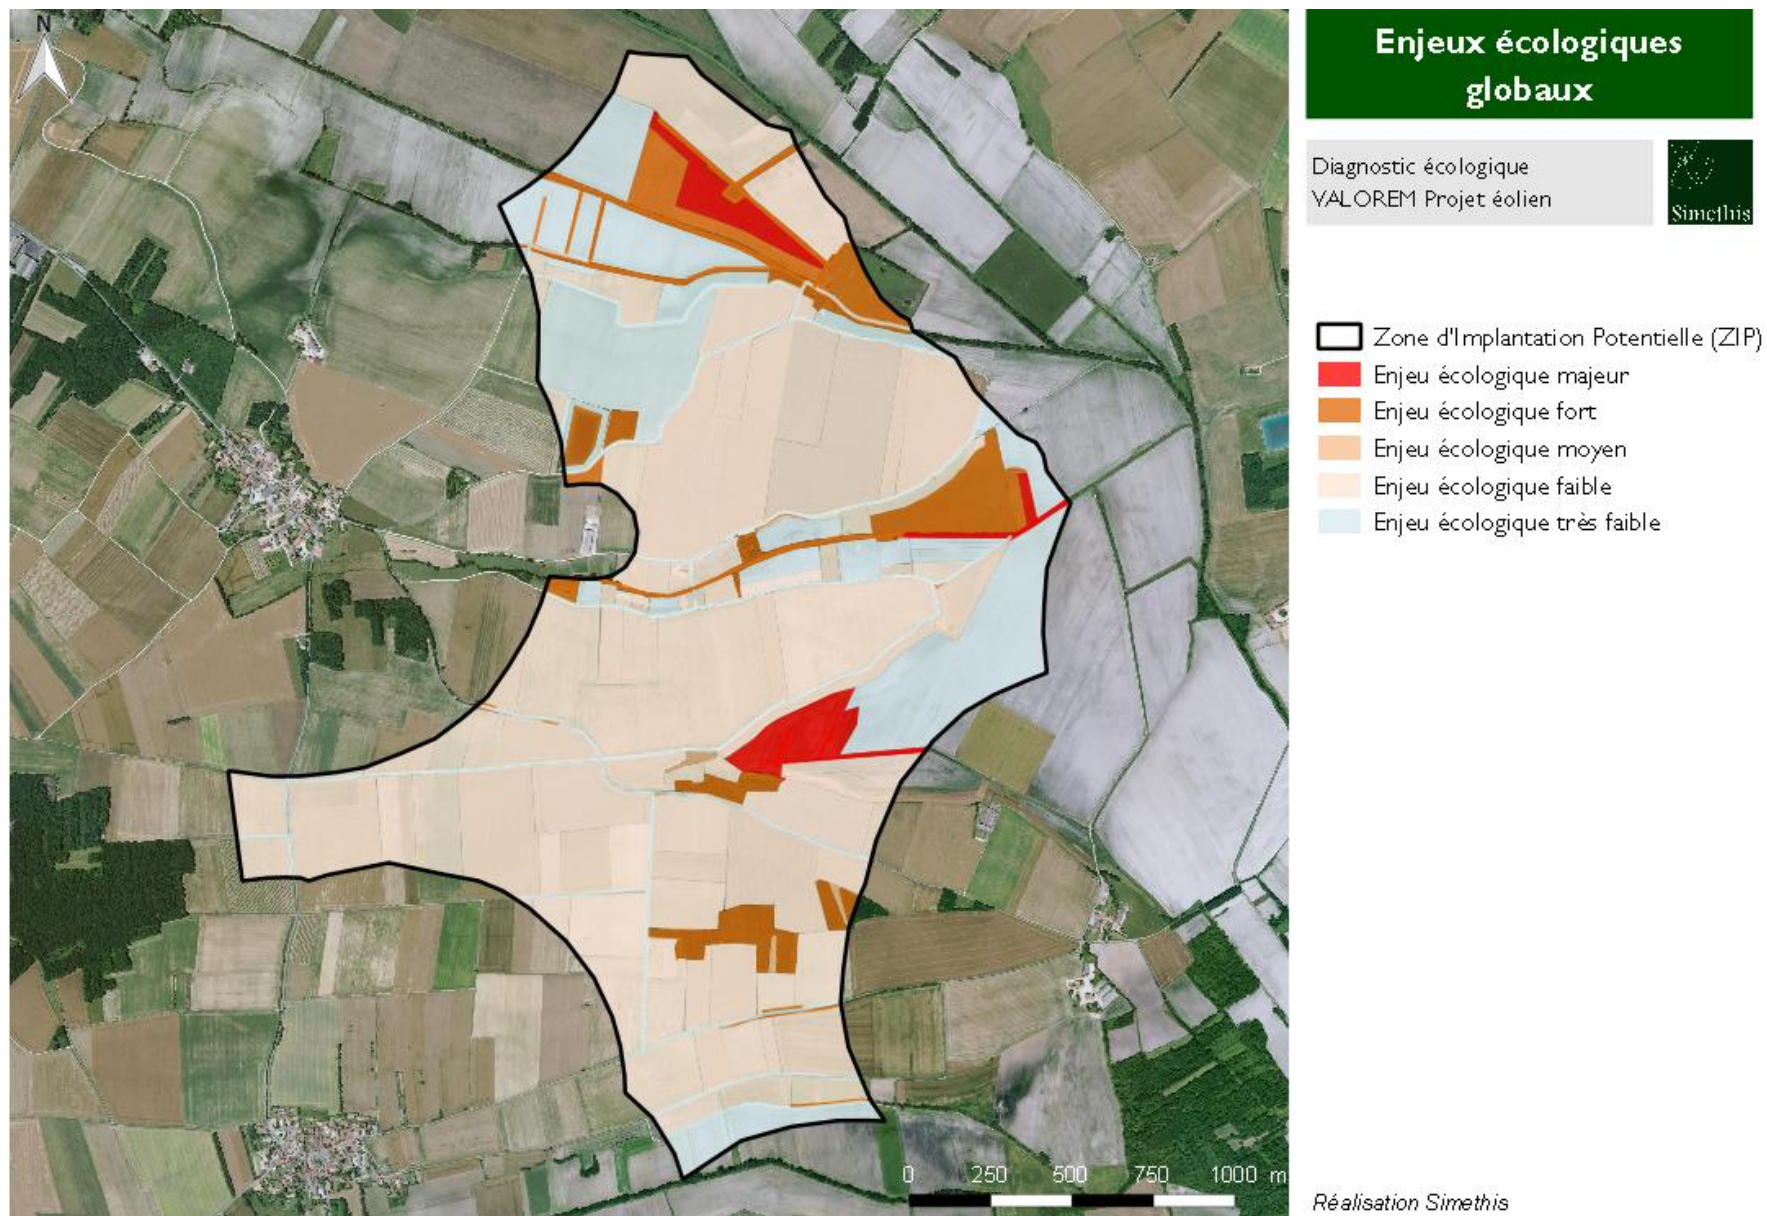 N
Enjeux écologiques
globaux
Diagnostic écologique
VALOREM Projet éolien
Simethis
Zone d'Implantation Potentielle (ZIP)
Enjeu écologique majeur
Enjeu écologique fort
Enjeu écologique moyen
Enjeu écologique faible
Enjeu écologique très faible
0 250 500 750 1000 m
Réalisation Simethis